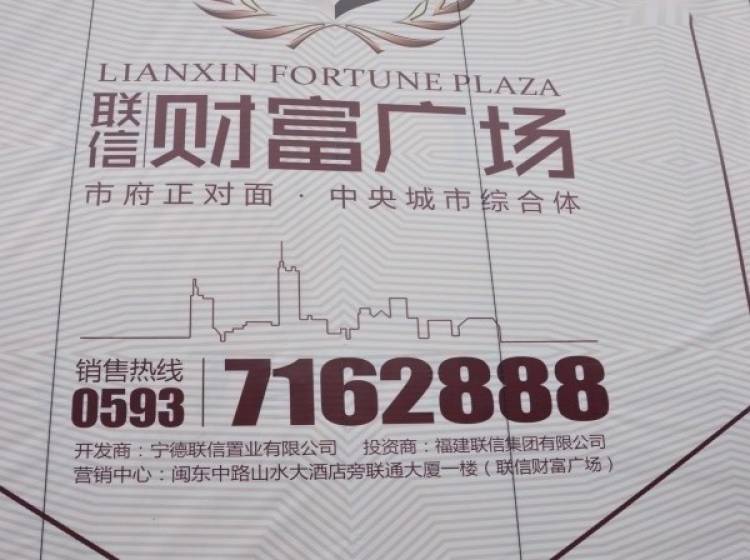 LIANXIN FORTUNE PLAZA
联信 财富广场
市府正对面 · 中央城市综合体
销售热线
0593 7162888
开发商：宁德联信置业有限公司 投资商：福建联信集团有限公司
营销中心：闽东中路山水大酒店旁联通大厦一楼（联信财富广场）